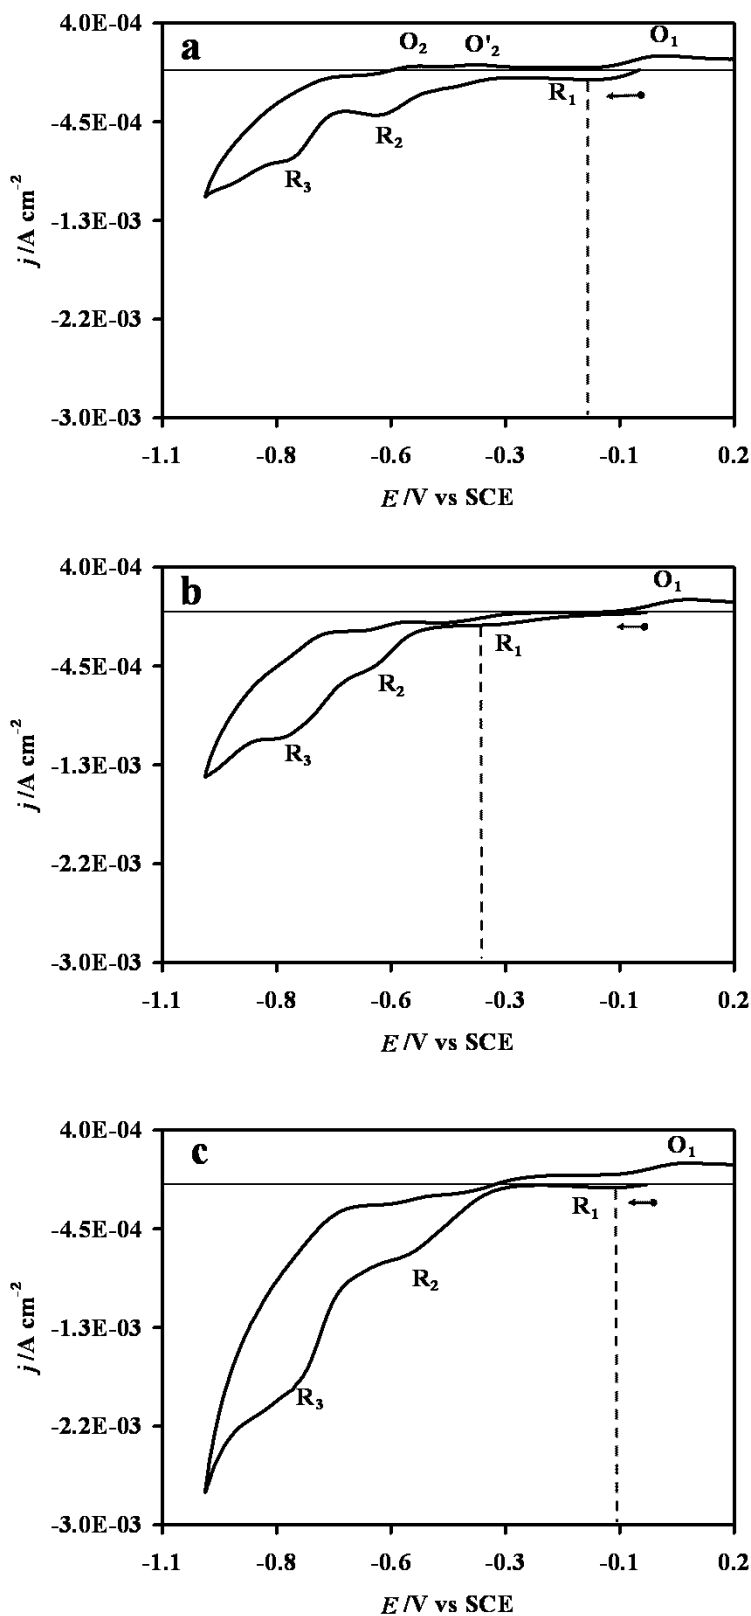 a
O₂ O'₂ O₁
R₁
R₂
R₃
4.0E-04
-4.5E-04
-1.3E-03
-2.2E-03
-3.0E-03
j /A cm⁻²
-1.1 -0.8 -0.6 -0.3 -0.1 0.2
E /V vs SCE
b
O₁
R₁
R₂
R₃
4.0E-04
-4.5E-04
-1.3E-03
-2.2E-03
-3.0E-03
j /A cm⁻²
-1.1 -0.8 -0.6 -0.3 -0.1 0.2
E /V vs SCE
c
O₁
R₁
R₂
R₃
4.0E-04
-4.5E-04
-1.3E-03
-2.2E-03
-3.0E-03
j /A cm⁻²
-1.1 -0.8 -0.6 -0.3 -0.1 0.2
E /V vs SCE